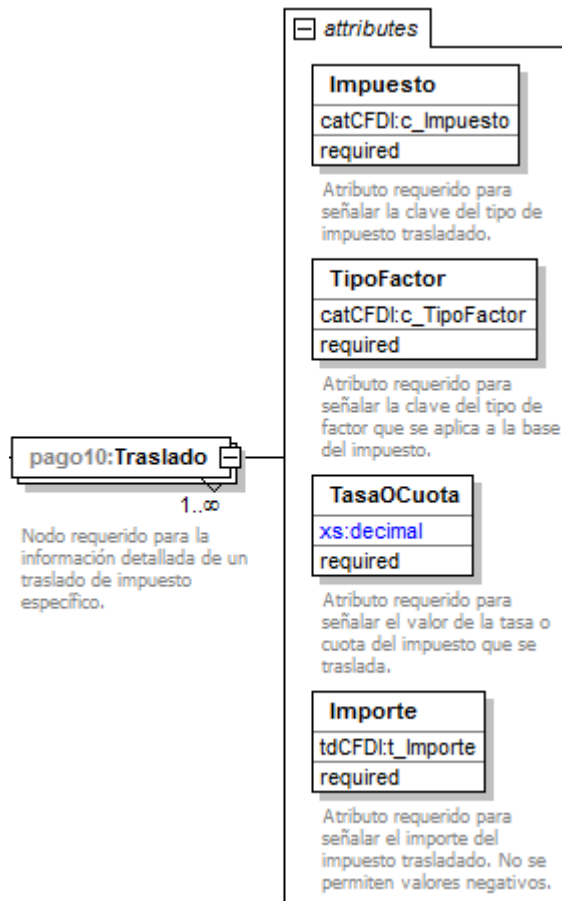 attributes
Impuesto
catCFDI:c_Impuesto
required
Atributo requerido para
señalar la clave del tipo de
impuesto trasladado.
TipoFactor
catCFDI:c_TipoFactor
required
Atributo requerido para
señalar la clave del tipo de
factor que se aplica a la base
del impuesto.
pago10:Traslado
1..∞
Nodo requerido para la
información detallada de un
traslado de impuesto
específico.
TasaOCuota
xs:decimal
required
Atributo requerido para
señalar el valor de la tasa o
cuota del impuesto que se
traslada.
Importe
tdCFDI:t_Importe
required
Atributo requerido para
señalar el importe del
impuesto trasladado. No se
permiten valores negativos.